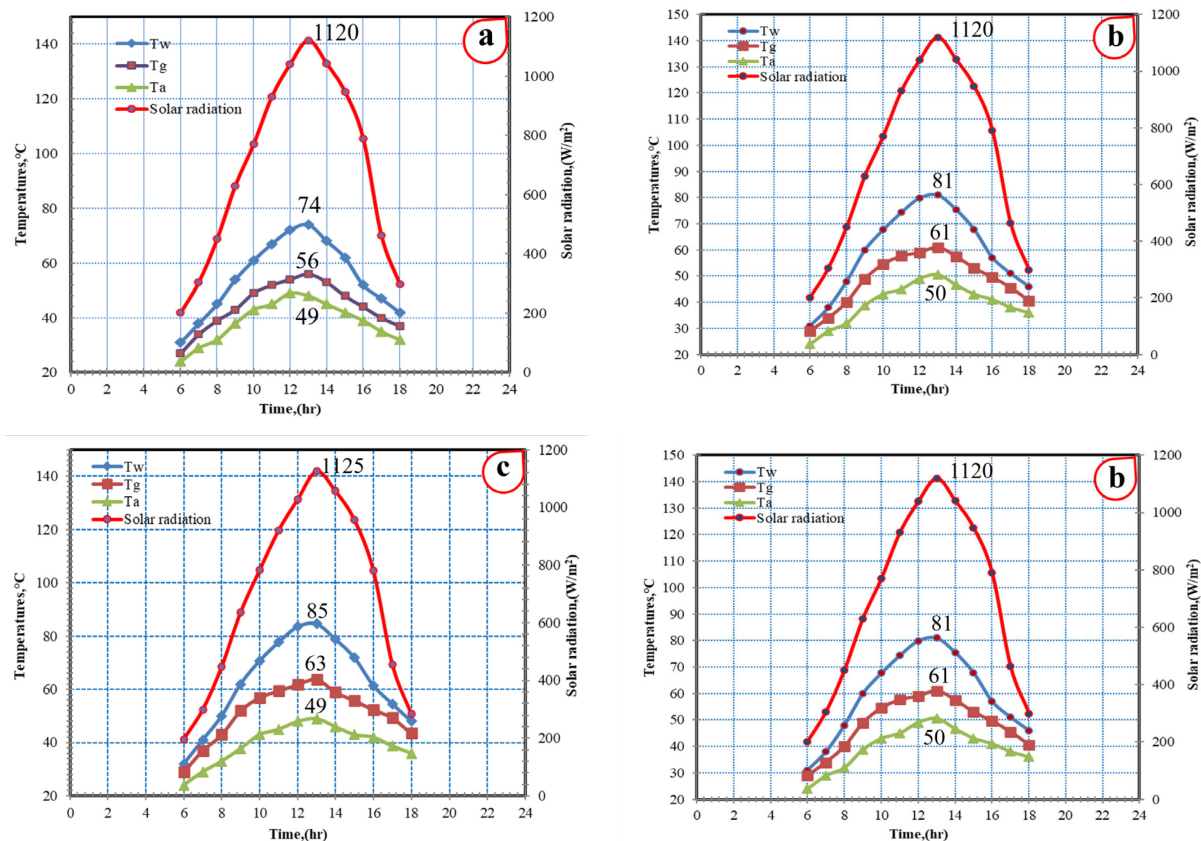 a
Tw
Tg
Ta
Solar radiation
1120
74
56
49
Temperatures,°C
140
120
100
80
60
40
20
Solar radiation,(W/m²)
1200
1000
800
600
400
200
0
0 2 4 6 8 10 12 14 16 18 20 22 24
Time,(hr)
b
Tw
Tg
Ta
Solar radiation
1120
81
61
50
Temperatures,°C
150
140
130
120
110
100
90
80
70
60
50
40
30
20
Solar radiation,(W/m²)
1200
1000
800
600
400
200
0
0 2 4 6 8 10 12 14 16 18 20 22 24
Time,(hr)
c
Tw
Tg
Ta
Solar radiation
1125
85
63
49
Temperatures,°C
140
120
100
80
60
40
20
Solar radiation,(W/m²)
1200
1000
800
600
400
200
0
0 2 4 6 8 10 12 14 16 18 20 22 24
Time,(hr)
b
Tw
Tg
Ta
Solar radiation
1120
81
61
50
Temperatures,°C
150
140
130
120
110
100
90
80
70
60
50
40
30
20
Solar radiation,(W/m²)
1200
1000
800
600
400
200
0
0 2 4 6 8 10 12 14 16 18 20 22 24
Time,(hr)